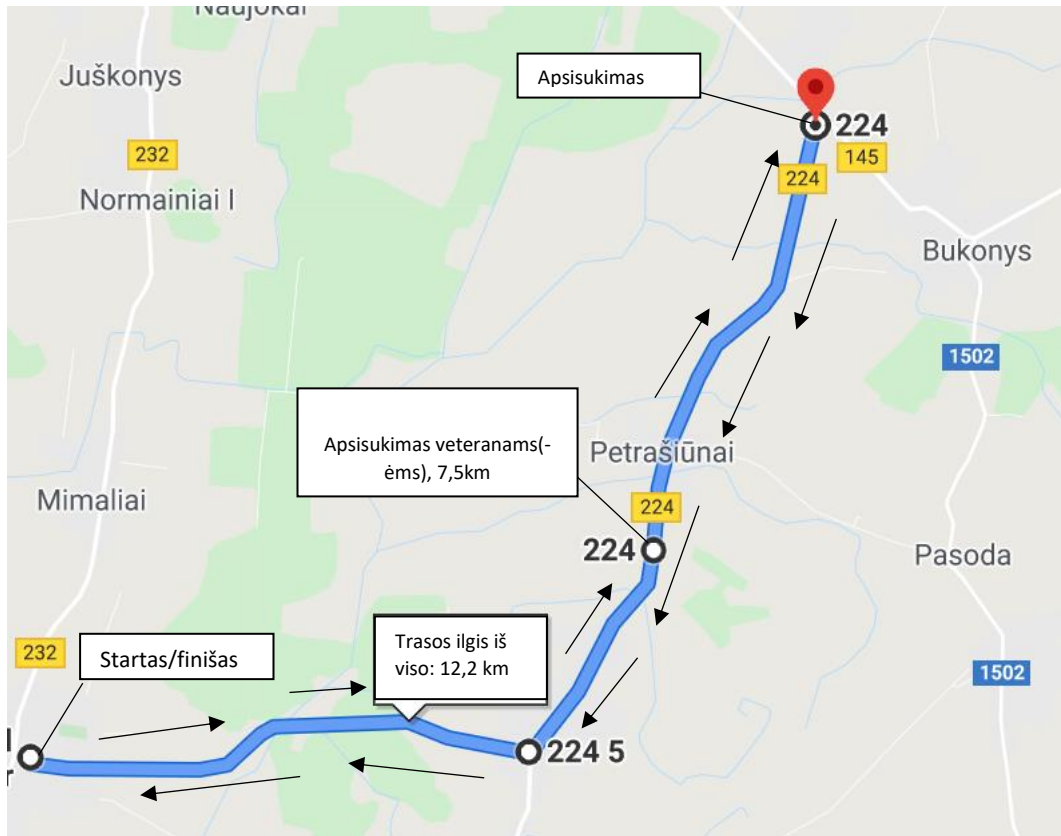 Naujokai
Juškonys
Apsisukimas
224
145
232
224
Normainiai I
Bukonys
1502
Apsisukimas veteranams(-
ėms), 7,5km
Petrašiūnai
Mimaliai
224
224
Pasoda
232
Startas/finišas
Trasos ilgis iš
viso: 12,2 km
1502
224 5